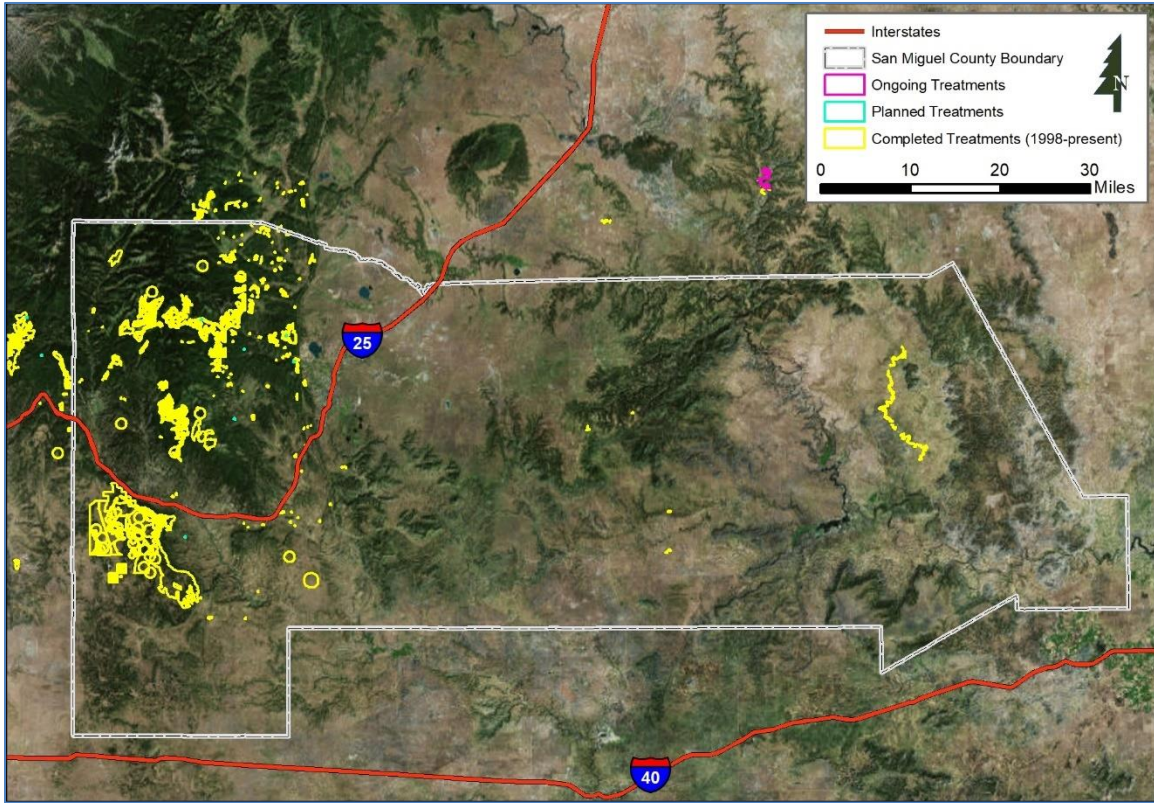 Interstates
San Miguel County Boundary
Ongoing Treatments
Planned Treatments
Completed Treatments (1998-present)
N
0 10 20 30
Miles
25
40